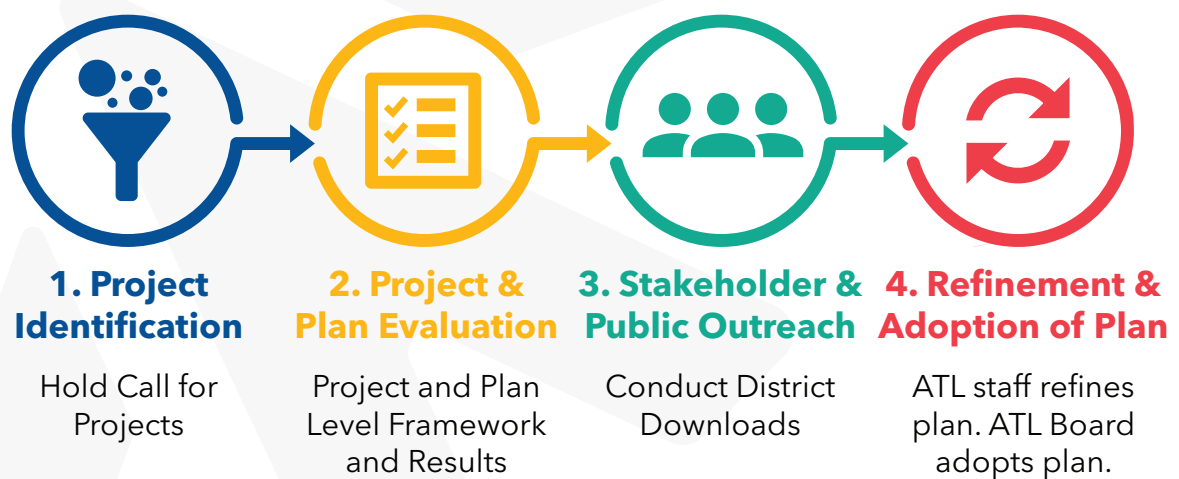 1. Project
Identification
Hold Call for
Projects
2. Project &
Plan Evaluation
Project and Plan
Level Framework
and Results
3. Stakeholder &
Public Outreach
Conduct District
Downloads
4. Refinement &
Adoption of Plan
ATL staff refines
plan. ATL Board
adopts plan.